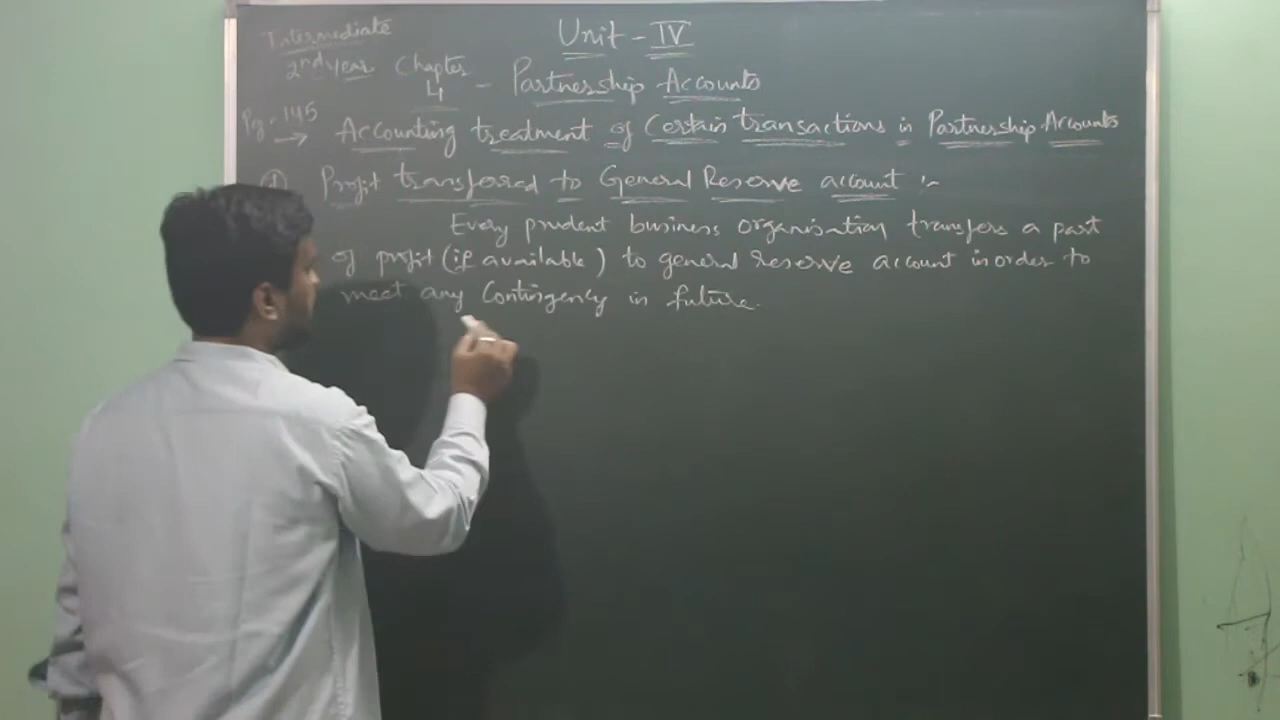 Intermediate
2nd year
Unit - IV
Chapter 4 - Partnership Accounts
Pg - 145
→ Accounting treatment of Certain transactions in Partnership Accounts
① Profit transferred to General Reserve account :-
Every prudent business organisation transfers a part
of profit (if available) to general reserve account inorder to
meet any Contingency in future.